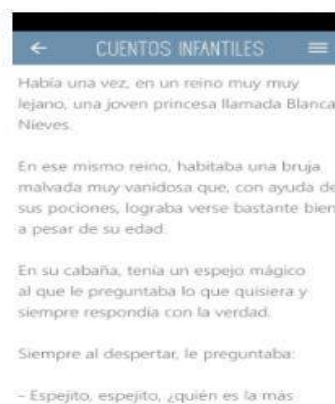 CUENTOS INFANTILES
Había una vez, en un reino muy muy
lejano, una joven princesa llamada Blanca
Nieves.
En ese mismo reino, habitaba una bruja
malvada muy vanidosa que, con ayuda de
sus pociones, lograba verse bastante bien
a pesar de su edad.
En su cabaña, tenía un espejo mágico
al que le preguntaba lo que quisiera y
siempre respondía con la verdad.
Siempre al despertar, le preguntaba:
- Espejito, espejito, ¿quién es la más